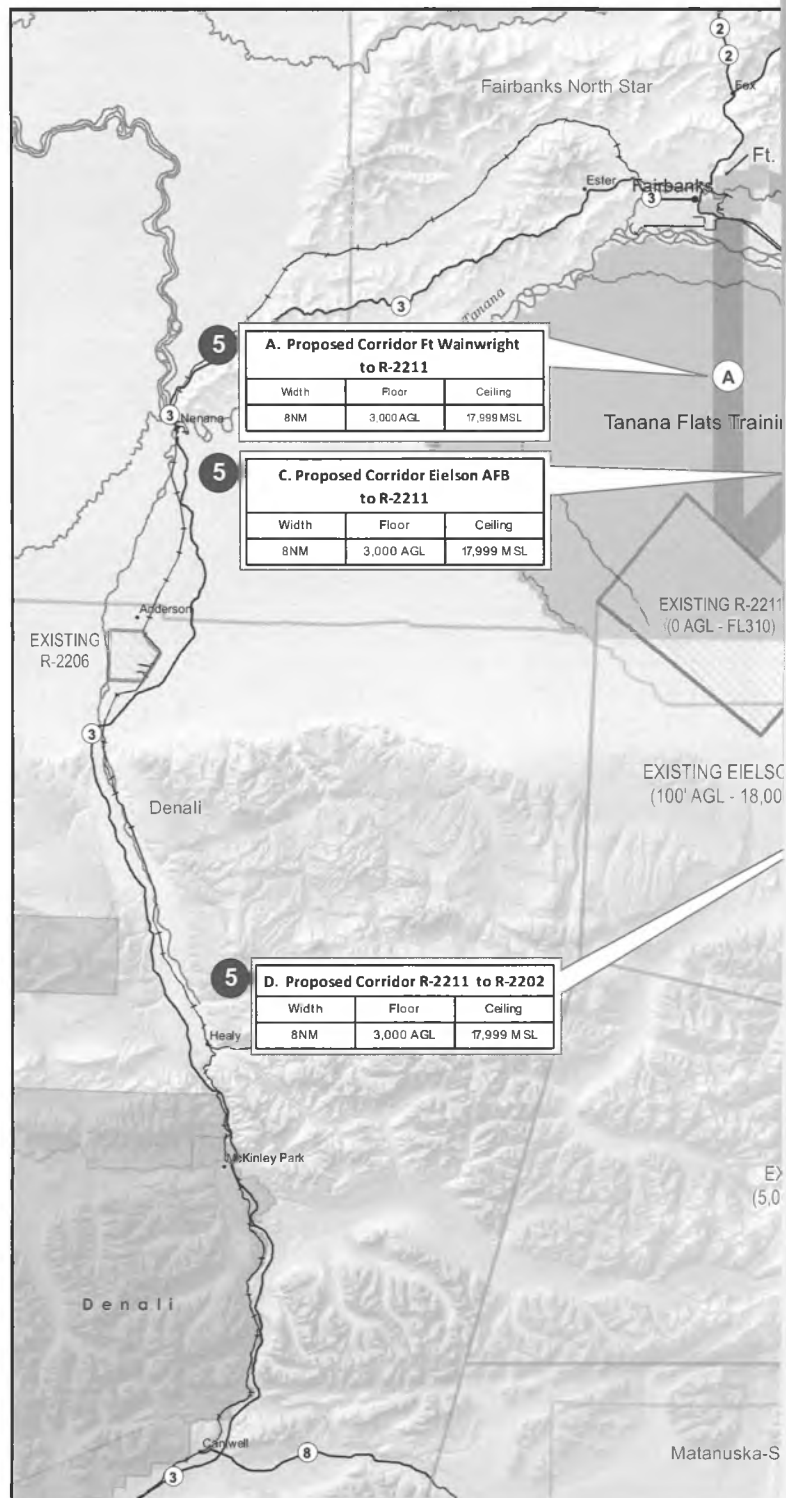 2
2
Fox
Fairbanks North Star
Ft.
Ester
Fairbanks
3
3
Tanana
5
A. Proposed Corridor Ft Wainwright
to R-2211
Width Floor Ceiling
8NM 3,000 AGL 17,999 MSL
A
3
Nenana
Tanana Flats Traini
5
C. Proposed Corridor Eielson AFB
to R-2211
Width Floor Ceiling
8NM 3,000 AGL 17,999 MSL
Anderson
EXISTING
R-2206
EXISTING R-2211
(0 AGL - FL310)
3
EXISTING EIELSO
(100' AGL - 18,00
Denali
5
D. Proposed Corridor R-2211 to R-2202
Width Floor Ceiling
8NM 3,000 AGL 17,999 MSL
Healy
McKinley Park
EX
(5,0
Denali
Cantwell
8
3
Matanuska-S